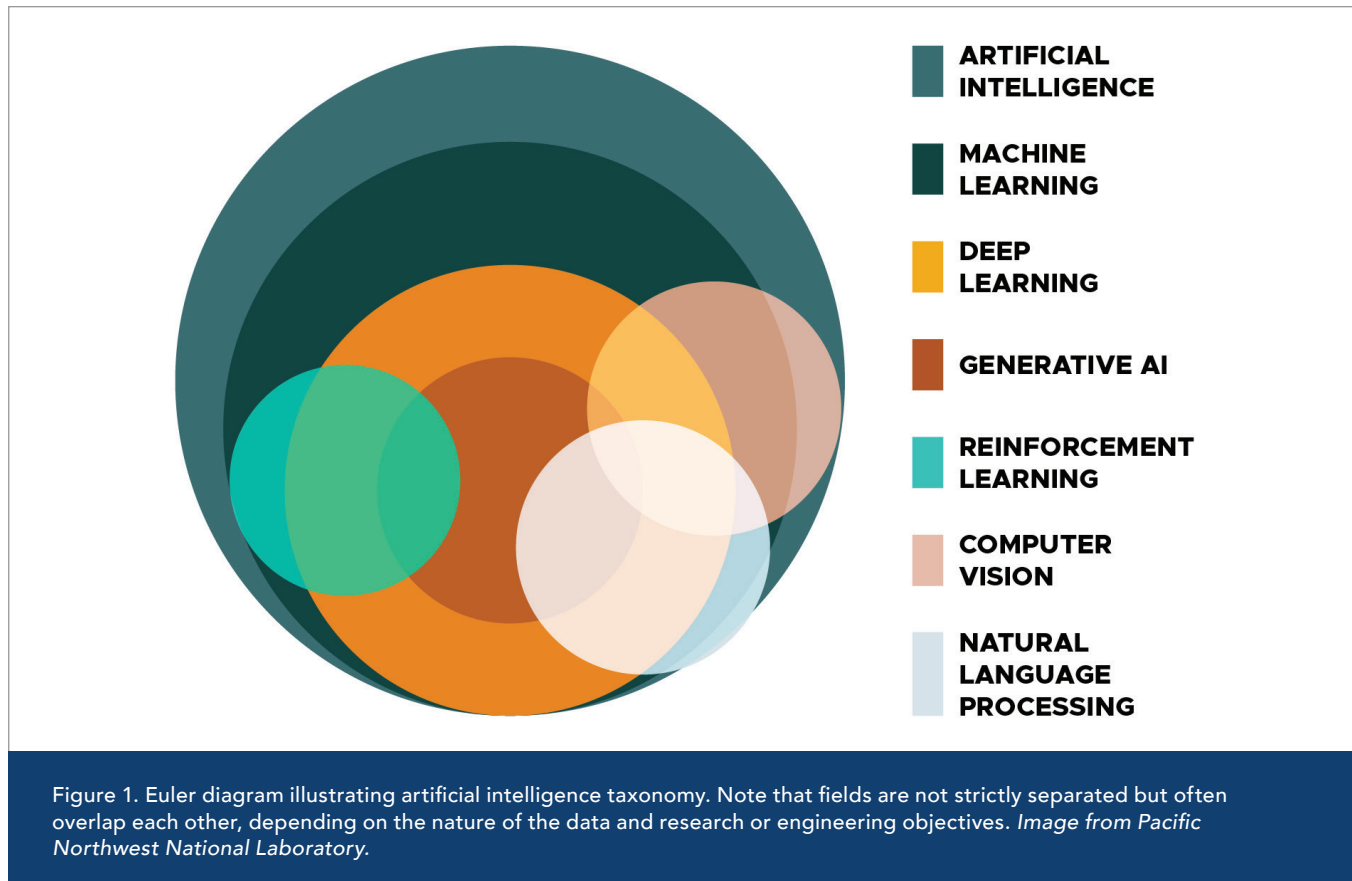 ARTIFICIAL
INTELLIGENCE
MACHINE
LEARNING
DEEP
LEARNING
GENERATIVE AI
REINFORCEMENT
LEARNING
COMPUTER
VISION
NATURAL
LANGUAGE
PROCESSING
Figure 1. Euler diagram illustrating artificial intelligence taxonomy. Note that fields are not strictly separated but often
overlap each other, depending on the nature of the data and research or engineering objectives. Image from Pacific
Northwest National Laboratory.